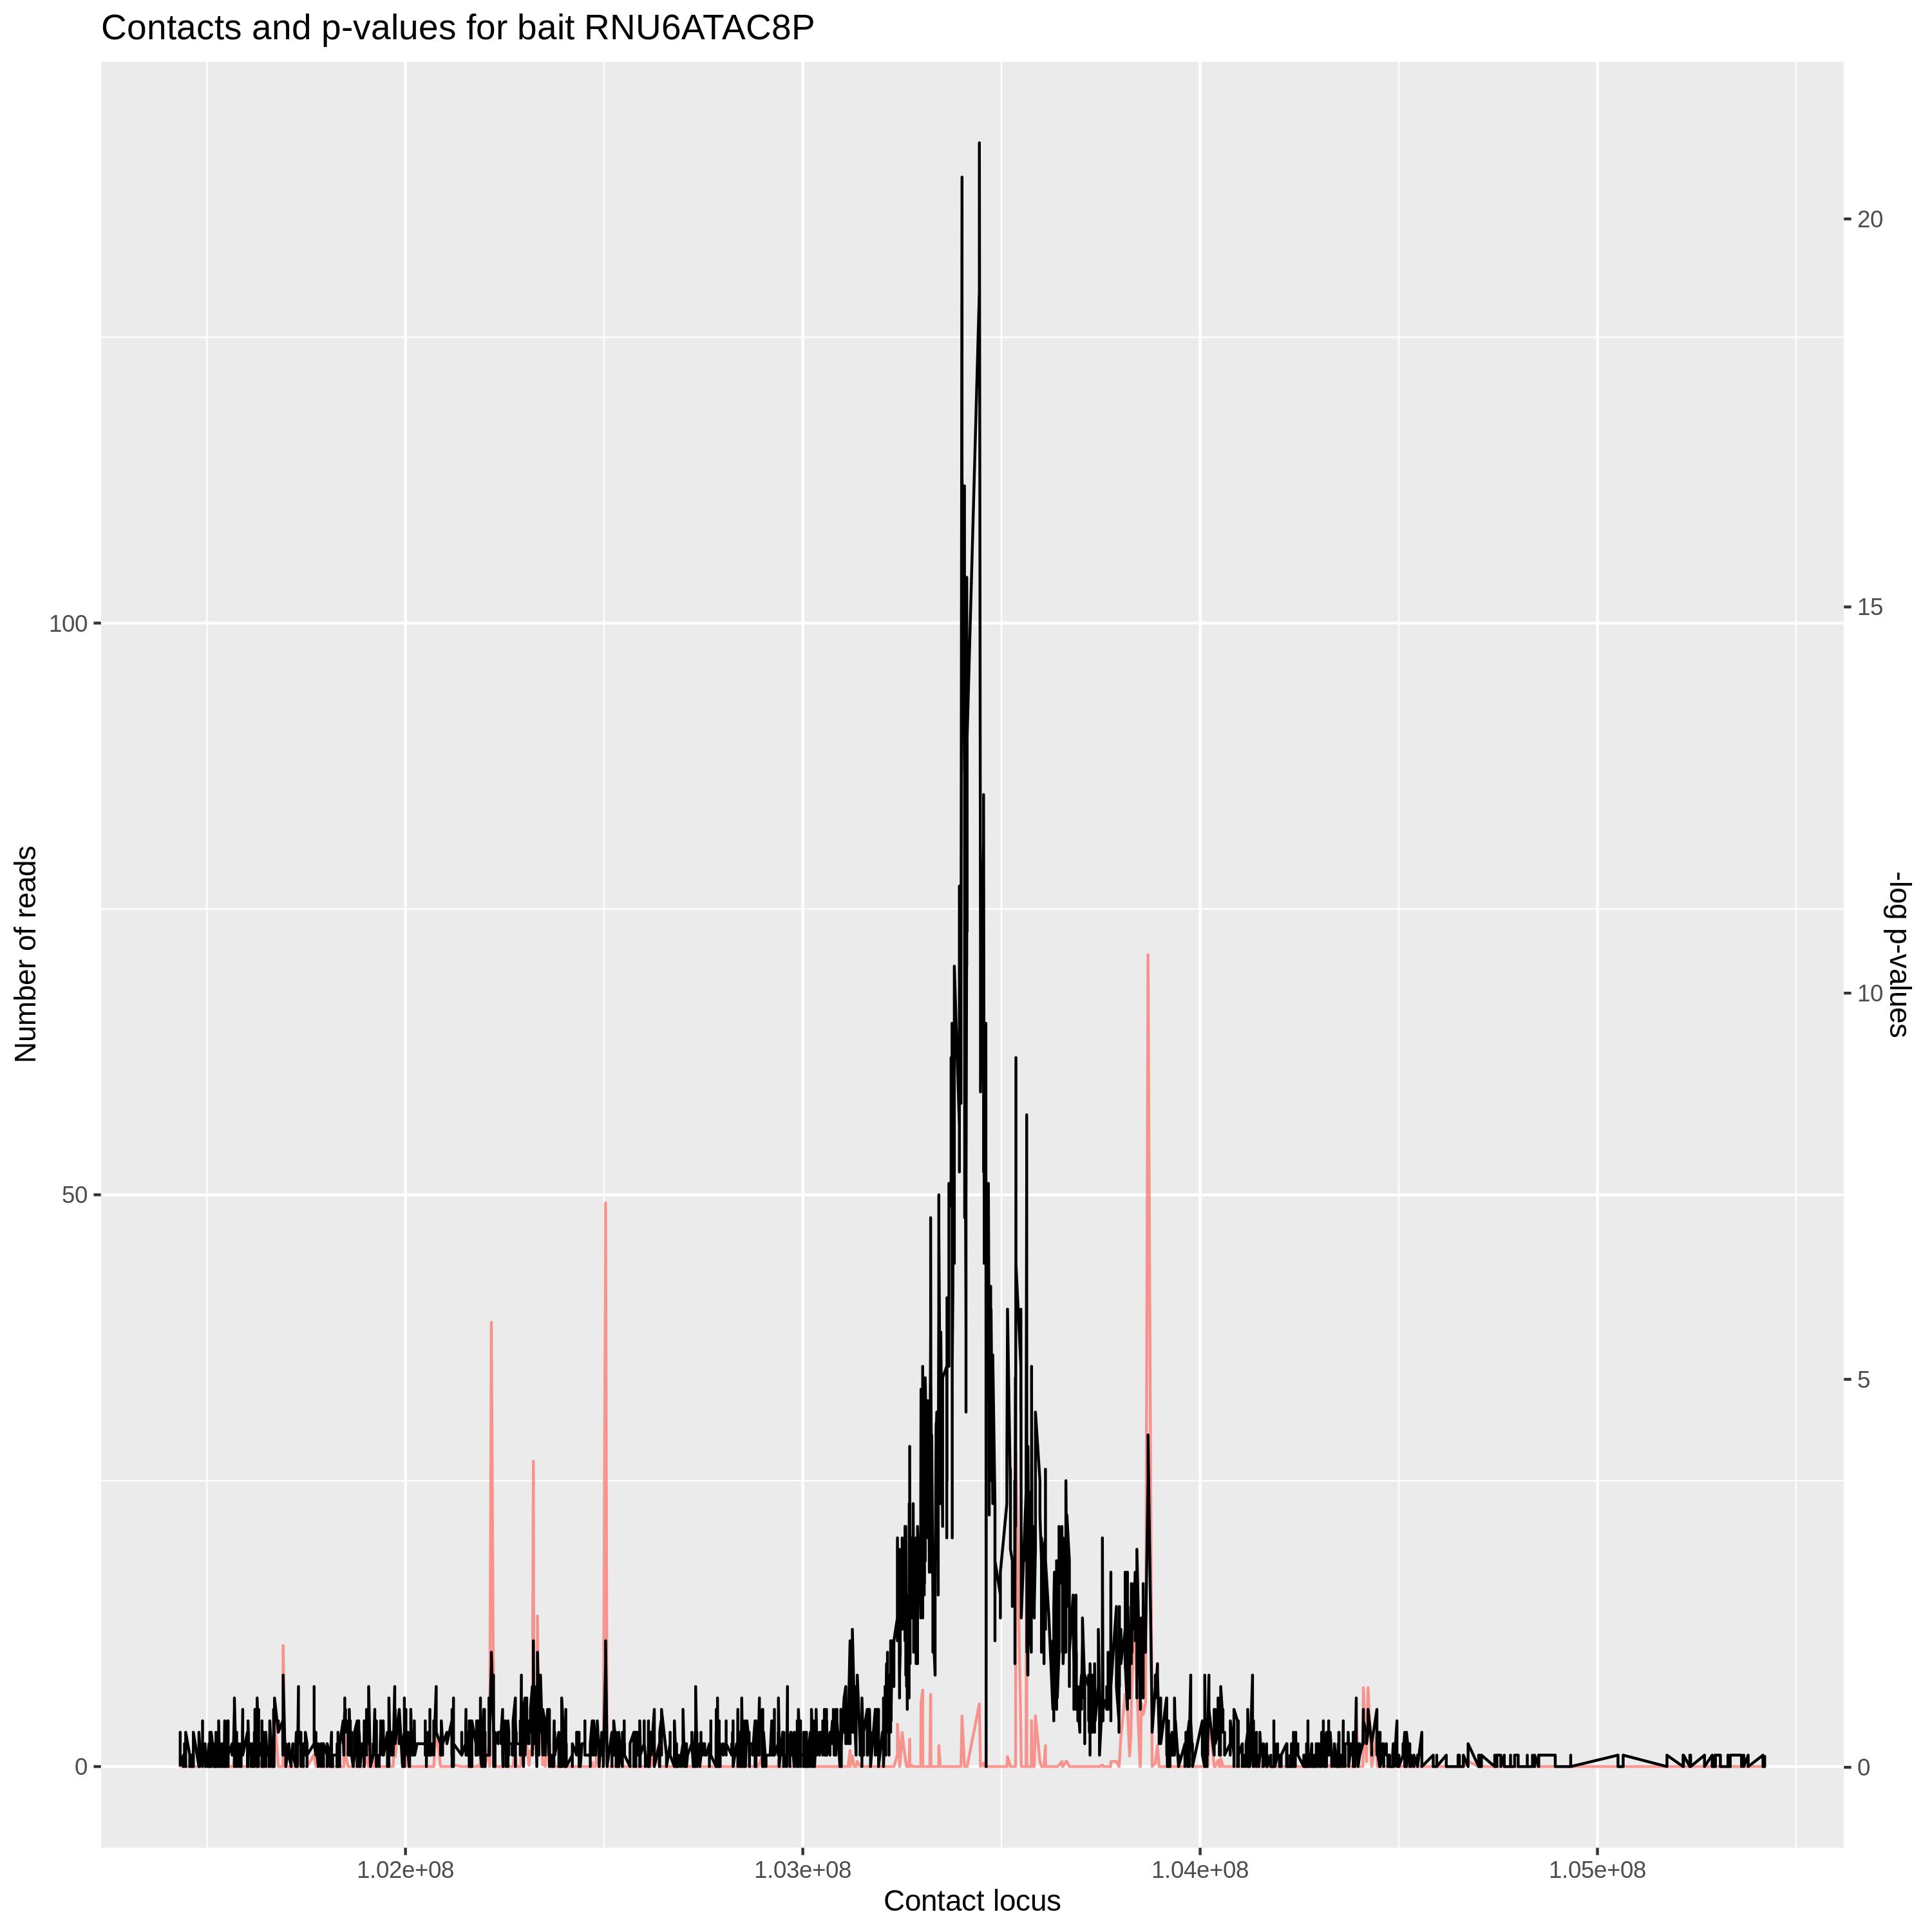 Contacts and p-values for bait RNU6ATAC8P
Number of reads
100
50
0
20
15
10
5
0
-log p-values
1.02e+08
1.03e+08
1.04e+08
1.05e+08
Contact locus